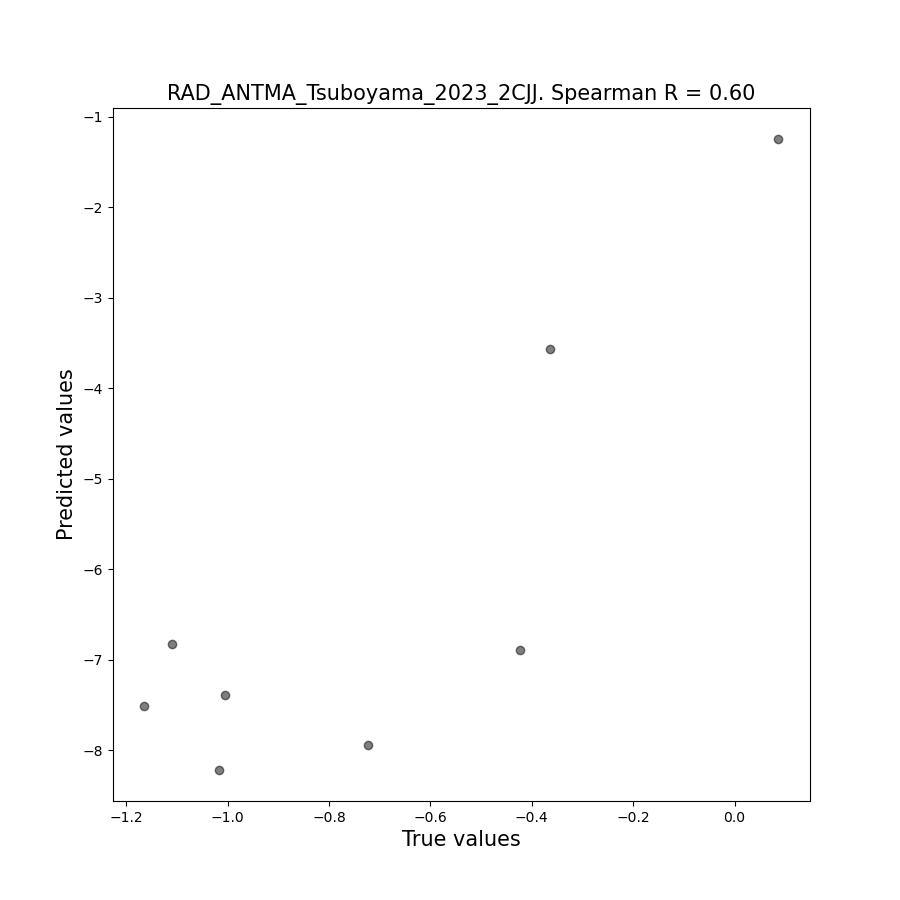 RAD_ANTMA_Tsuboyama_2023_2CJJ. Spearman R = 0.60
−1
−2
−3
−4
−5
−6
−7
−8
Predicted values
−1.2 −1.0 −0.8 −0.6 −0.4 −0.2 0.0
True values